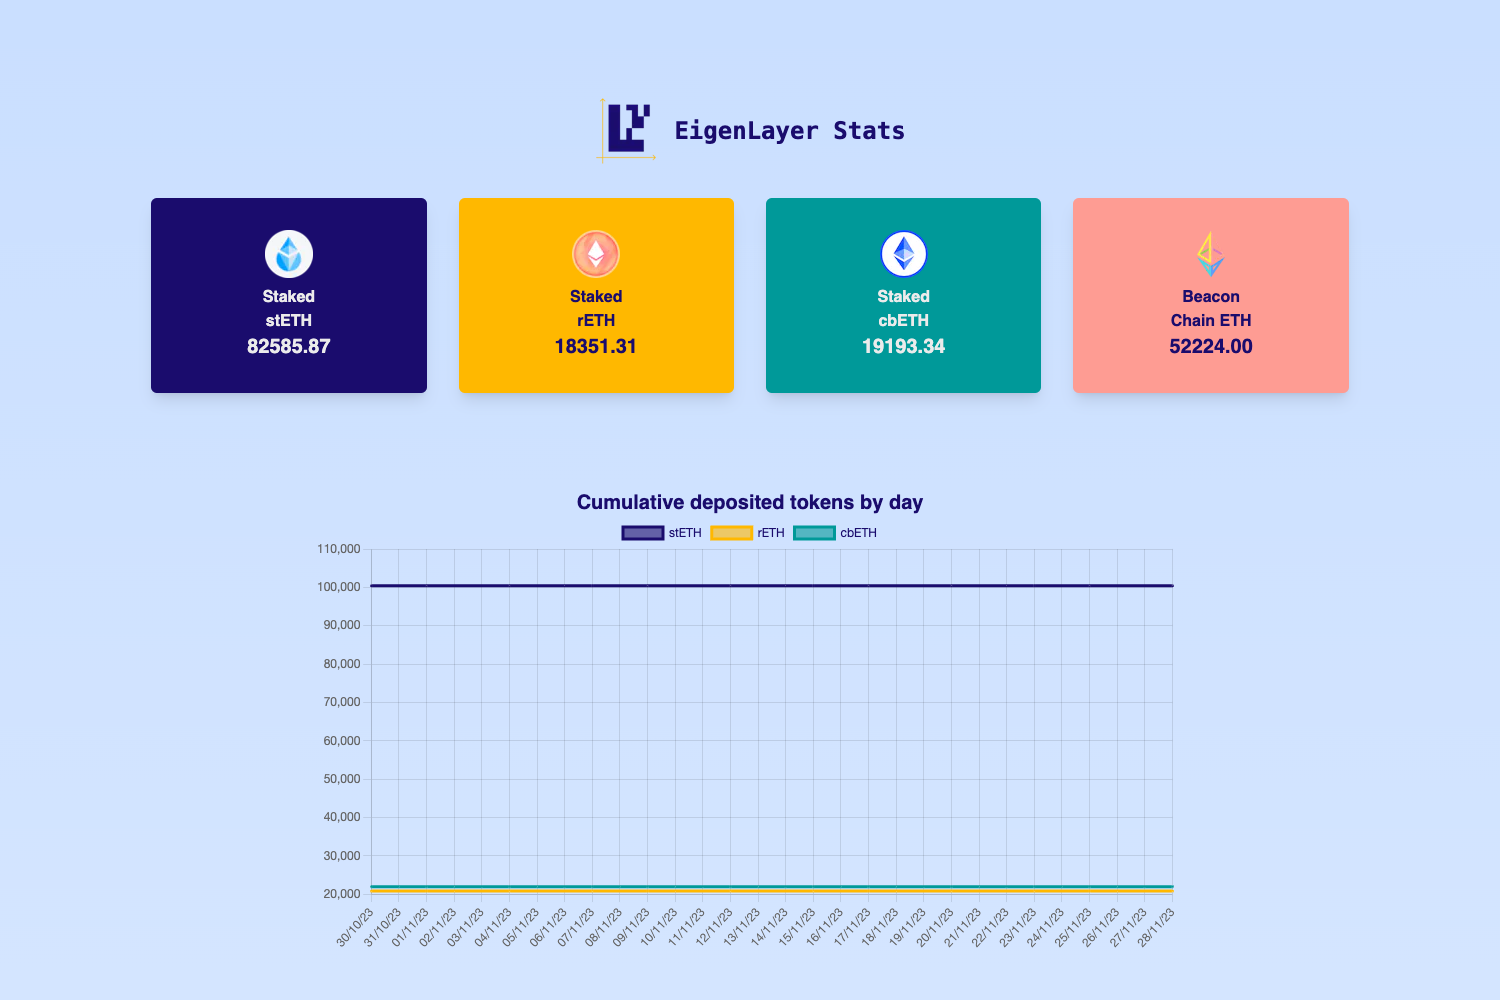 EigenLayer Stats
Staked
stETH
82585.87
Staked
rETH
18351.31
Staked
cbETH
19193.34
Beacon
Chain ETH
52224.00
Cumulative deposited tokens by day
stETH rETH cbETH
110,000
100,000
90,000
80,000
70,000
60,000
50,000
40,000
30,000
20,000
30/10/23 31/10/23 01/11/23 02/11/23 03/11/23 04/11/23 05/11/23 06/11/23 07/11/23 08/11/23 09/11/23 10/11/23 11/11/23 12/11/23 13/11/23 14/11/23 15/11/23 16/11/23 17/11/23 18/11/23 19/11/23 20/11/23 21/11/23 22/11/23 23/11/23 24/11/23 25/11/23 26/11/23 27/11/23 28/11/23